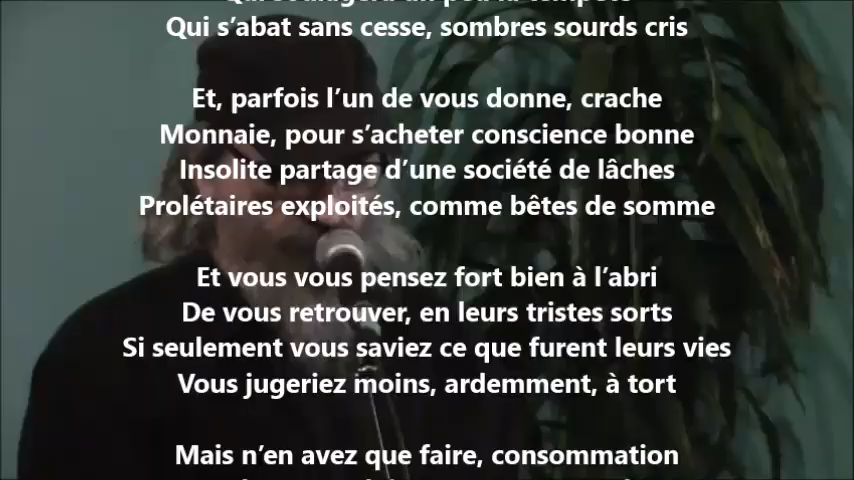 Qui s’abat sans cesse, sombres sourds cris
Et, parfois l’un de vous donne, crache
Monnaie, pour s’acheter conscience bonne
Insolite partage d’une société de lâches
Prolétaires exploités, comme bêtes de somme
Et vous vous pensez fort bien à l’abri
De vous retrouver, en leurs tristes sorts
Si seulement vous saviez ce que furent leurs vies
Vous jugeriez moins, ardemment, à tort
Mais n’en avez que faire, consommation